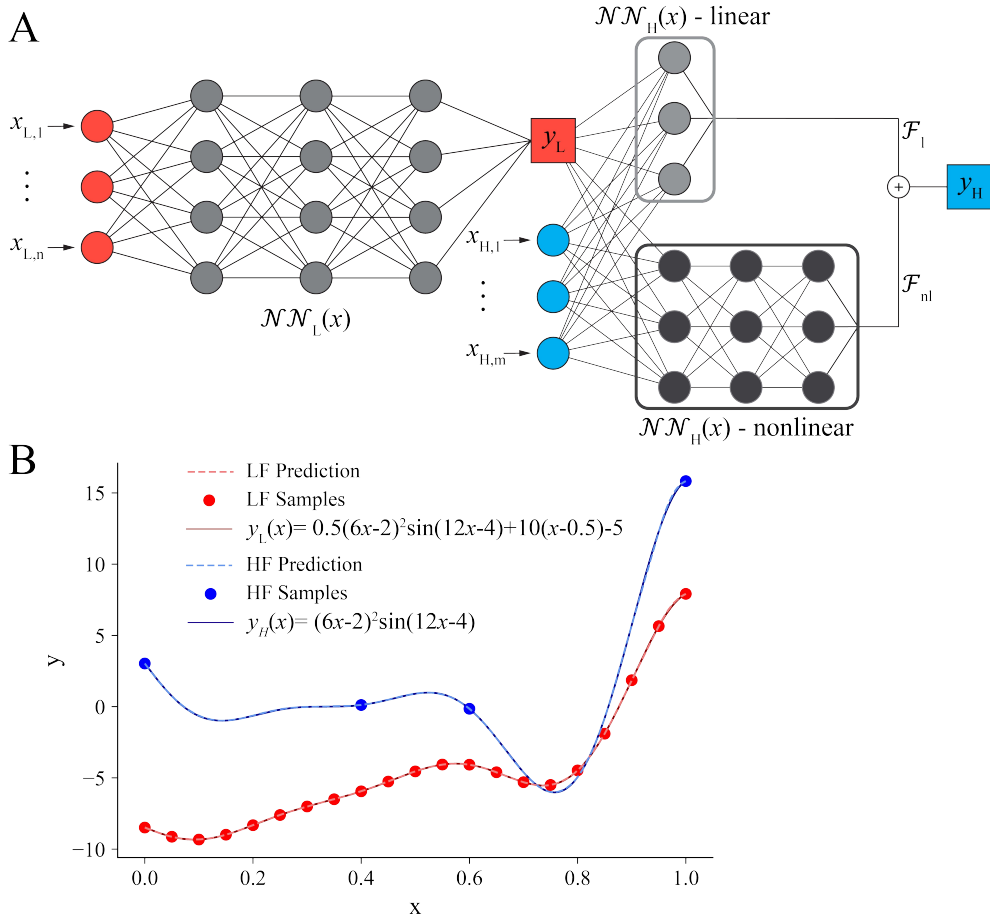 A
𝒩𝒩_H(x) - linear
x_L,1
⋮
x_L,n
𝒩𝒩_L(x)
y_L
x_H,1
⋮
x_H,m
ℱ_l
+
y_H
ℱ_nl
𝒩𝒩_H(x) - nonlinear
B
LF Prediction
LF Samples
y_L(x)= 0.5(6x-2)²sin(12x-4)+10(x-0.5)-5
HF Prediction
HF Samples
y_H(x)= (6x-2)²sin(12x-4)
y
15
10
5
0
−5
−10
0.0 0.2 0.4 0.6 0.8 1.0
x